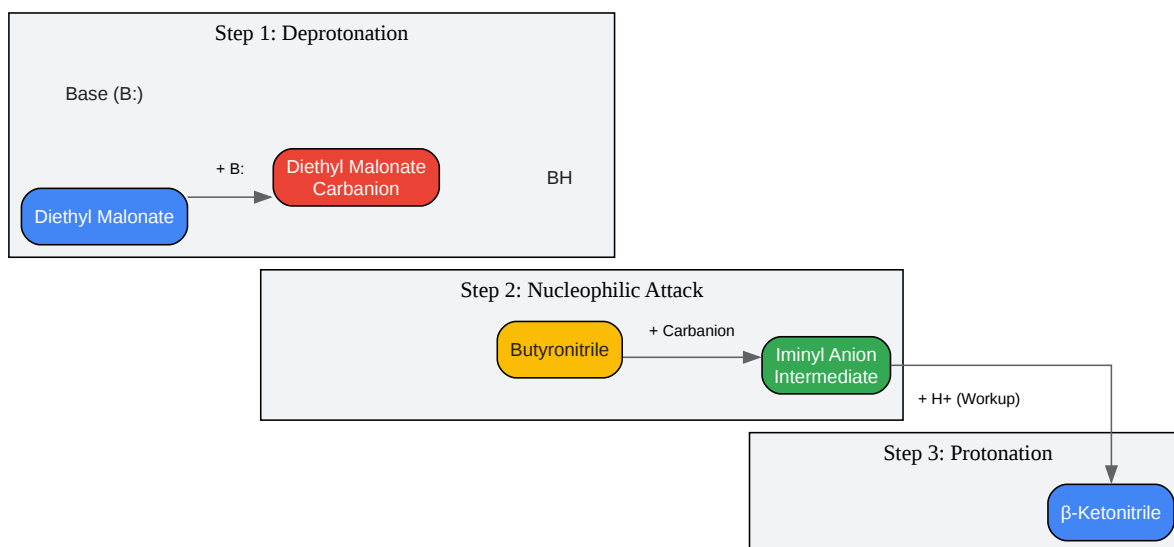 Step 1: Deprotonation
Base (B:)
+ B:
Diethyl Malonate
Carbanion
BH
Diethyl Malonate
Step 2: Nucleophilic Attack
Butyronitrile
+ Carbanion
Iminyl Anion
Intermediate
+ H+ (Workup)
Step 3: Protonation
β-Ketonitrile